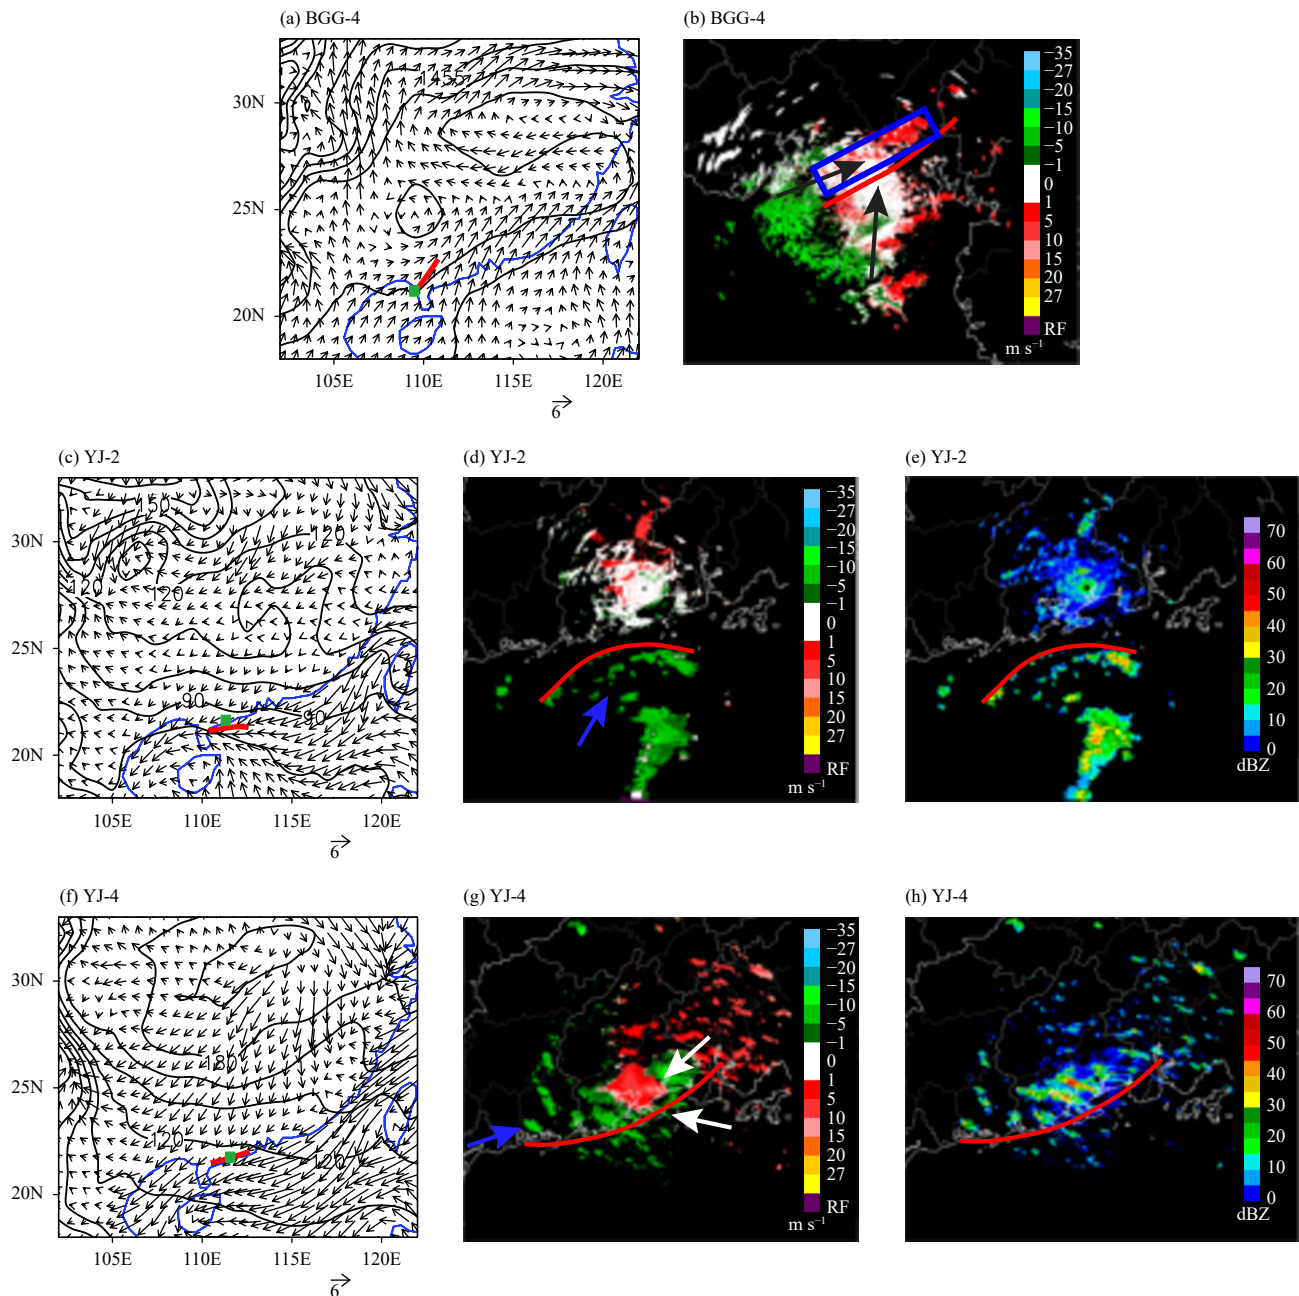 (a) BGG-4
(b) BGG-4
1455
30N
25N
20N
105E 110E 115E 120E
6
−35
−27
−20
−15
−10
−5
−1
0
1
5
10
15
20
27
RF
m s⁻¹
(c) YJ-2
(d) YJ-2
(e) YJ-2
150
120
120
120
90
90
30N
25N
20N
105E 110E 115E 120E
6
−35
−27
−20
−15
−10
−5
−1
0
1
5
10
15
20
27
RF
m s⁻¹
70
60
50
40
30
20
10
0
dBZ
(f) YJ-4
(g) YJ-4
(h) YJ-4
180
120
120
30N
25N
20N
105E 110E 115E 120E
6
−35
−27
−20
−15
−10
−5
−1
0
1
5
10
15
20
27
RF
m s⁻¹
70
60
50
40
30
20
10
0
dBZ